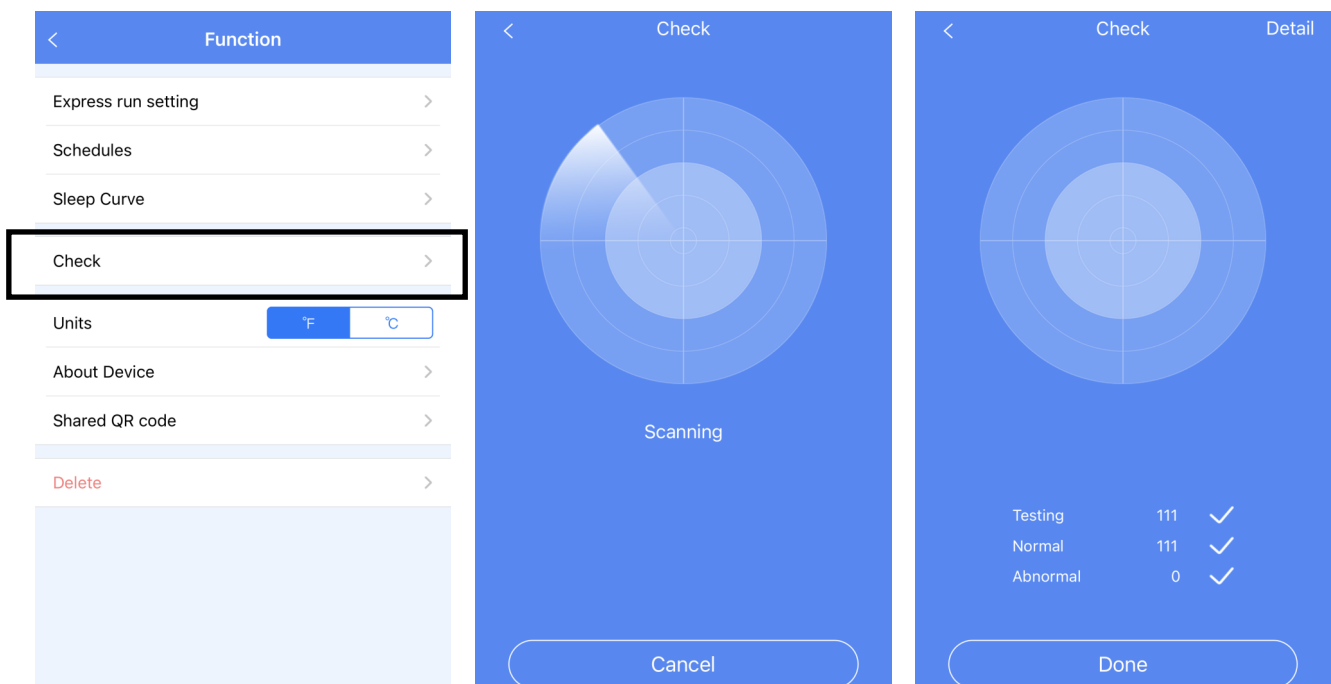 Function
Express run setting
Schedules
Sleep Curve
Check
Units °F °C
About Device
Shared QR code
Delete
Check
Scanning
Cancel
Check Detail
Testing 111
Normal 111
Abnormal 0
Done